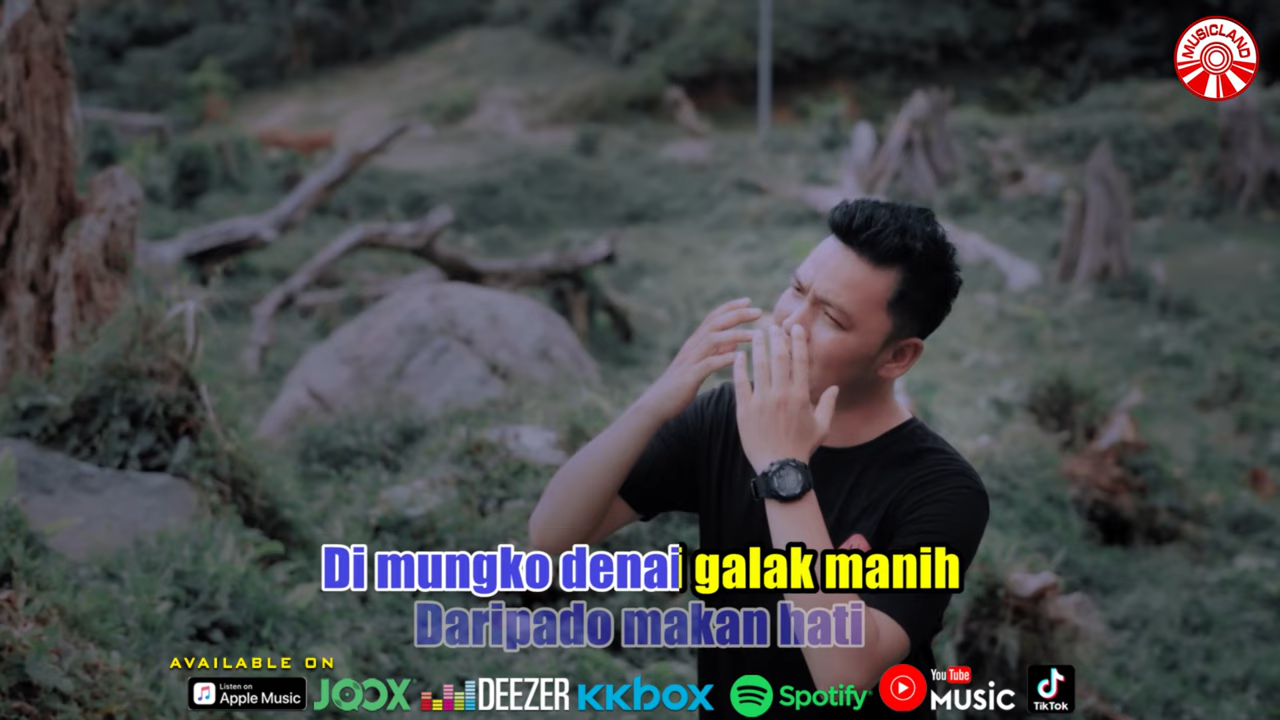 MUSICLAND
Di mungko denai galak manih
Daripado makan hati
AVAILABLE ON
Listen on
Apple Music
JOOX
DEEZER
KKBOX
Spotify
YouTube
MUSIC
TikTok